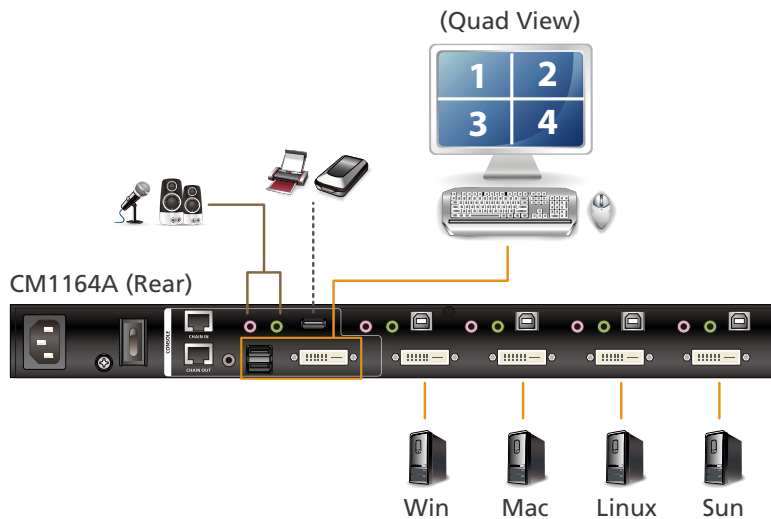 (Quad View)
1 2
3 4
CM1164A (Rear)
CONSOLE
CHAIN IN
CHAIN OUT
Win Mac Linux Sun